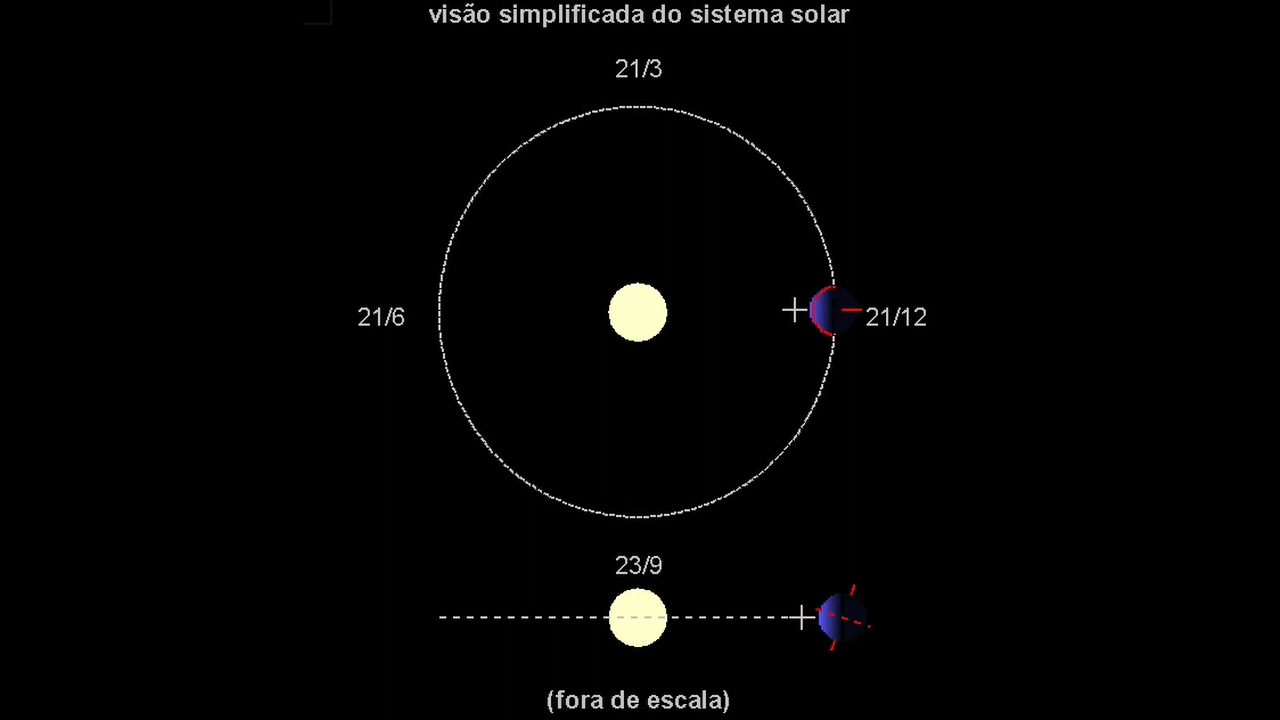 visão simplificada do sistema solar
21/3
21/6
21/12
23/9
(fora de escala)